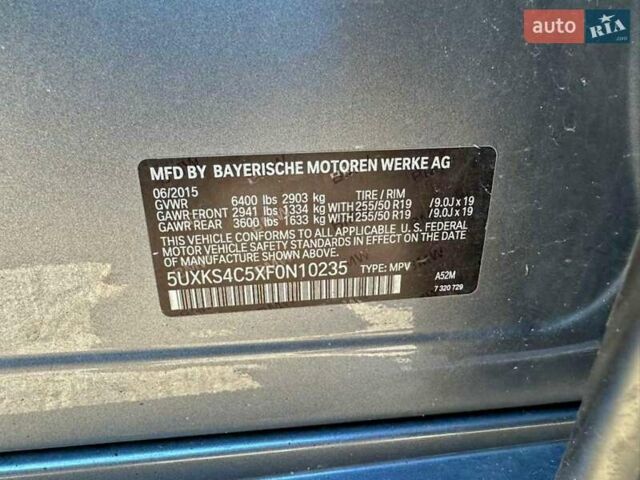 auto RIA .com
MFD BY BAYERISCHE MOTOREN WERKE AG
06/2015 TIRE / RIM
GVWR 6400 lbs 2903 kg
GAWR FRONT 2941 lbs 1334 kg WITH 255/50 R19 / 9.0J x 19
GAWR REAR 3600 lbs 1633 kg WITH 255/50 R19 / 9.0J x 19
THIS VEHICLE CONFORMS TO ALL APPLICABLE U. S. FEDERAL
MOTOR VEHICLE SAFETY STANDARDS IN EFFECT ON THE
DATE OF MANUFACTURE SHOWN ABOVE.
5UXKS4C5XF0N10235 TYPE: MPV A52M
7 320 729